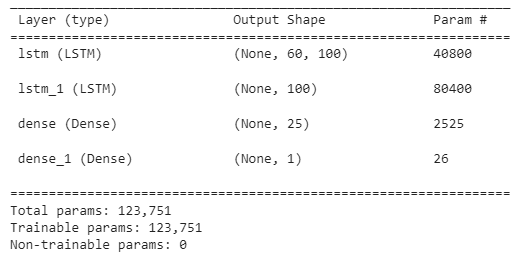 Layer (type) Output Shape Param #
=================================================================
lstm (LSTM) (None, 60, 100) 40800
lstm_1 (LSTM) (None, 100) 80400
dense (Dense) (None, 25) 2525
dense_1 (Dense) (None, 1) 26
=================================================================
Total params: 123,751
Trainable params: 123,751
Non-trainable params: 0